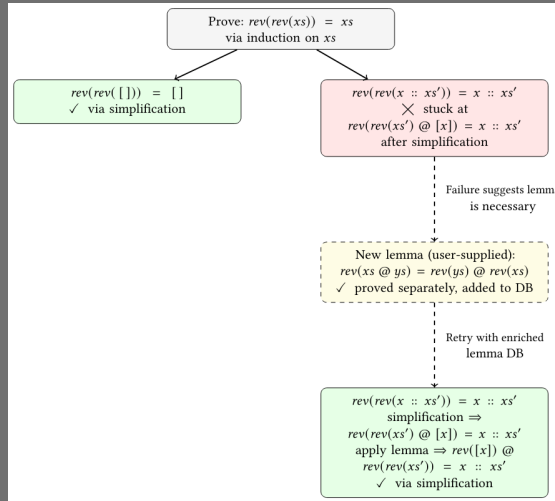 Prove: rev(rev(xs)) = xs
via induction on xs
rev(rev([])) = []
✓ via simplification
rev(rev(x :: xs′)) = x :: xs′
✕ stuck at
rev(rev(xs′) @ [x]) = x :: xs′
after simplification
Failure suggests lemm
is necessary
New lemma (user-supplied):
rev(xs @ ys) = rev(ys) @ rev(xs)
✓ proved separately, added to DB
Retry with enriched
lemma DB
rev(rev(x :: xs′)) = x :: xs′
simplification ⇒
rev(rev(xs′) @ [x]) = x :: xs′
apply lemma ⇒ rev([x]) @
rev(rev(xs′)) = x :: xs′
✓ via simplification